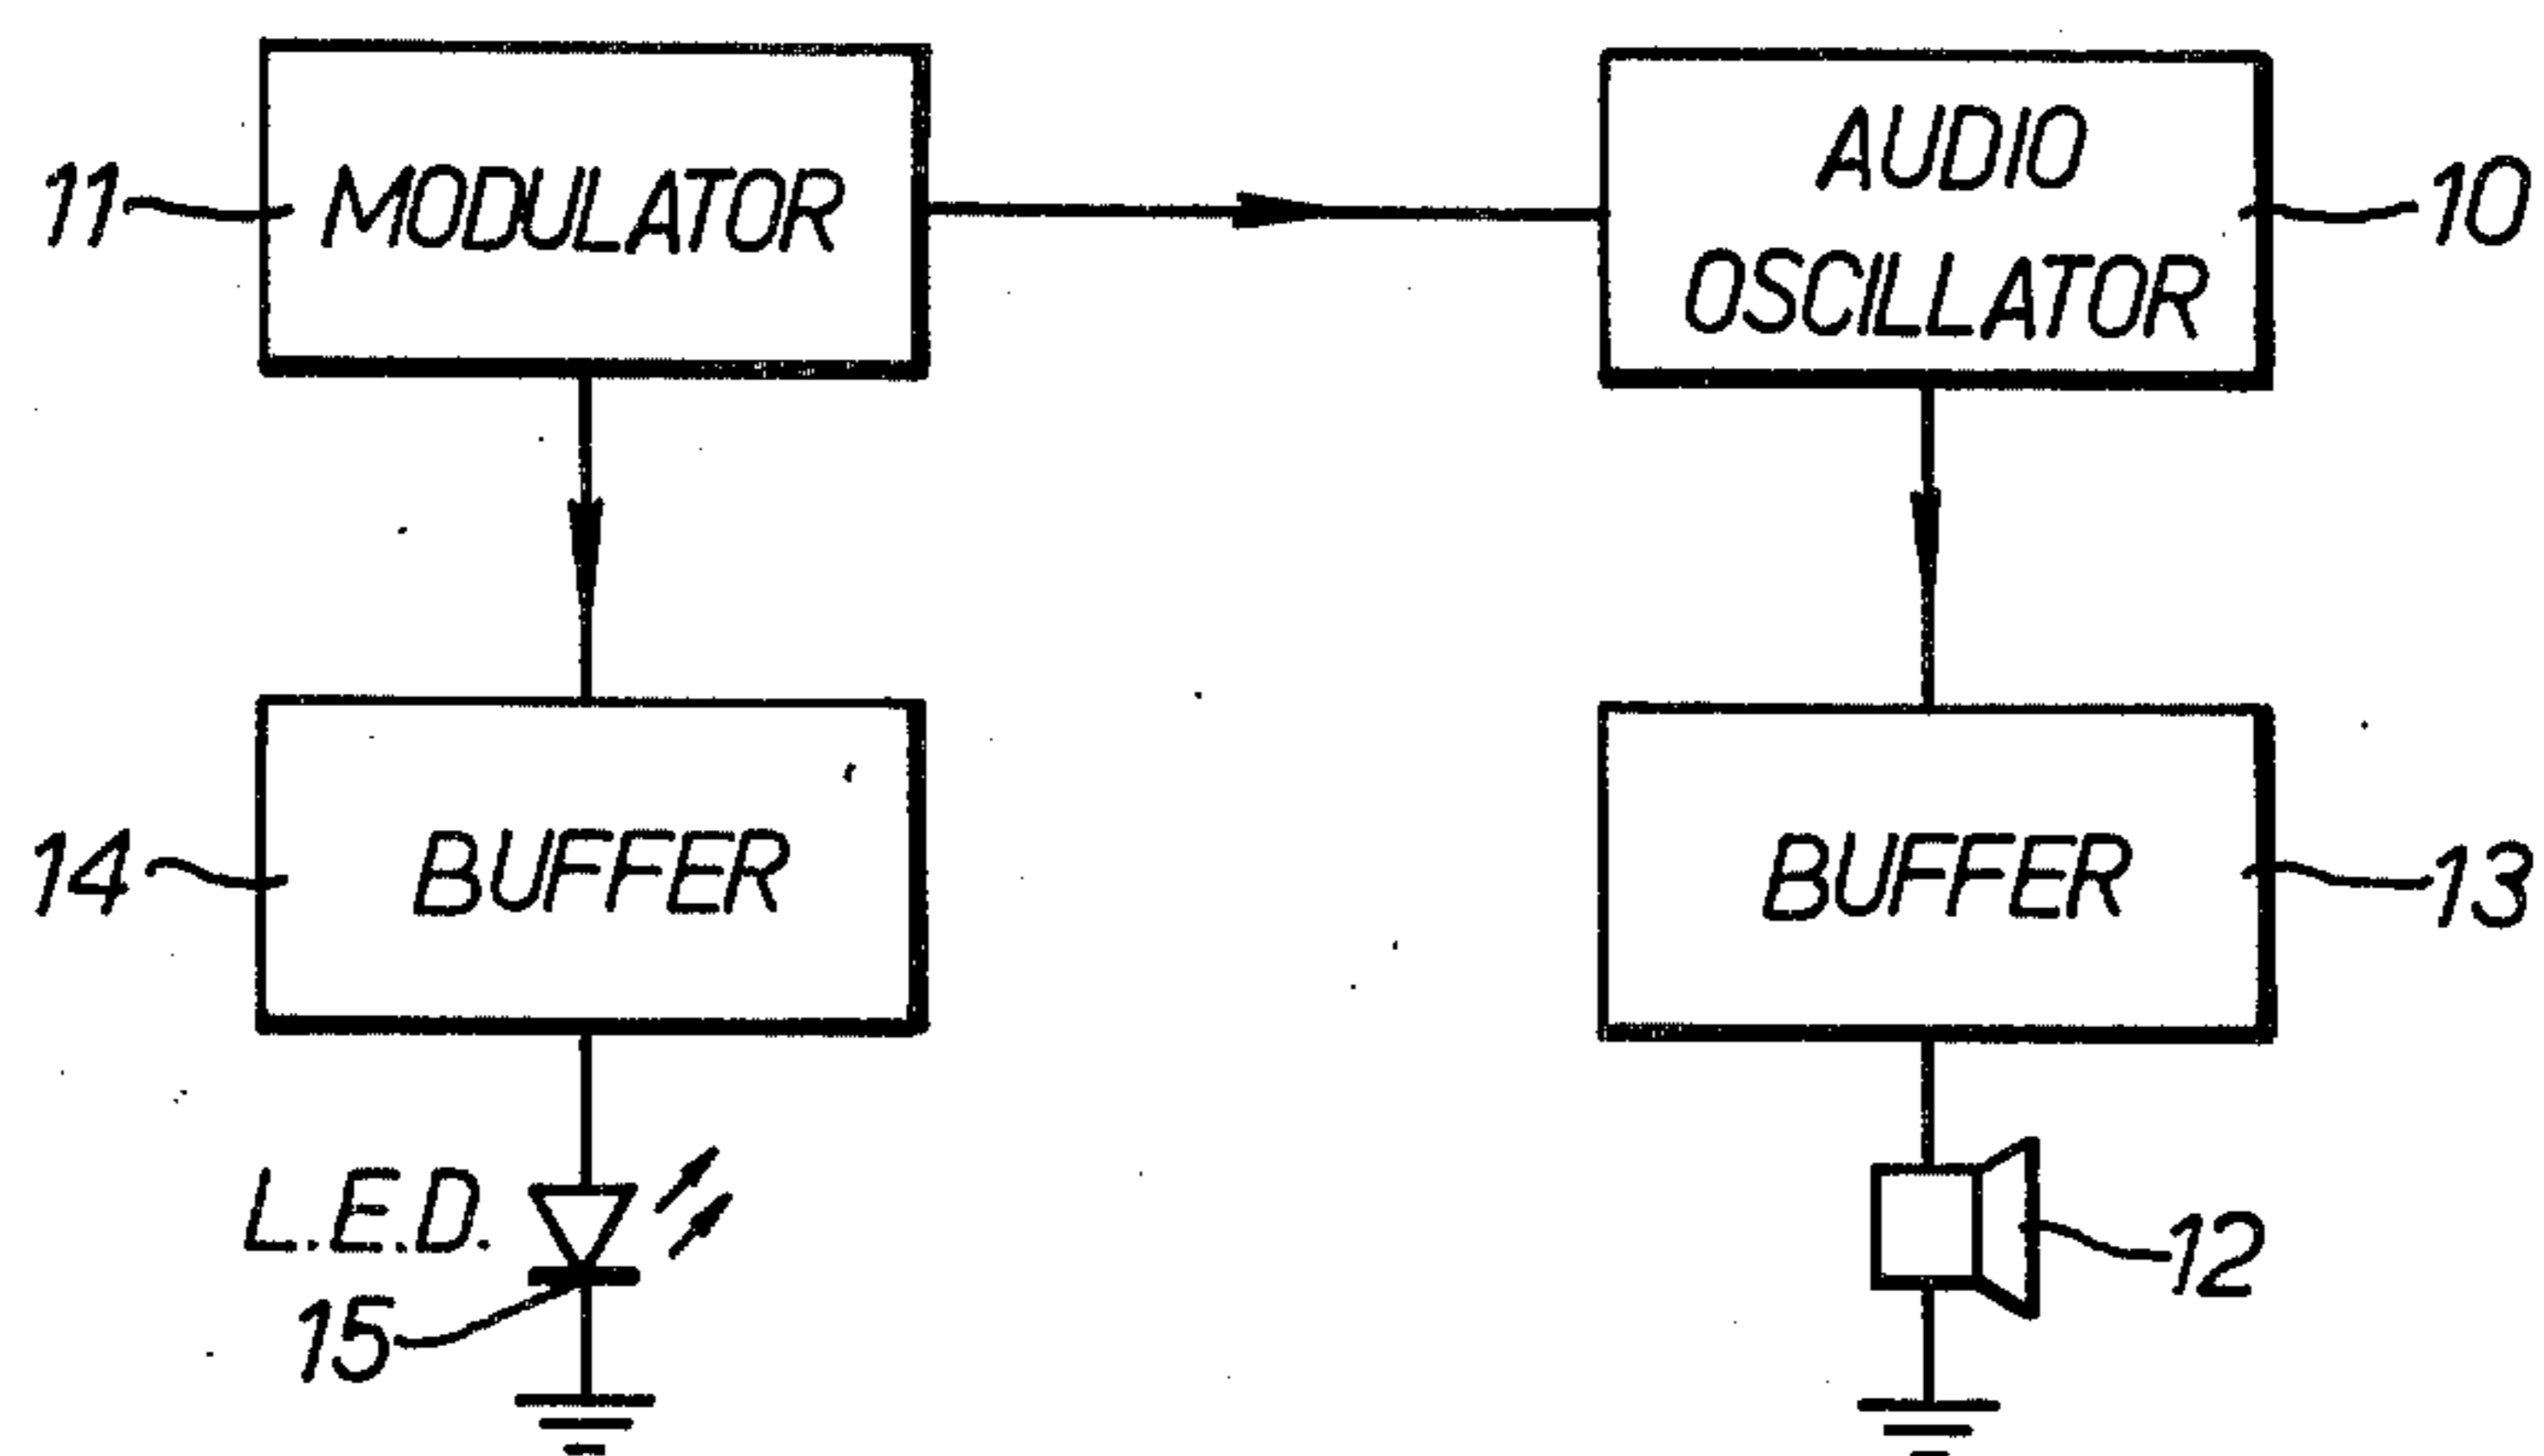 11
MODULATOR
AUDIO
OSCILLATOR
10
14
BUFFER
BUFFER
13
L.E.D.
15
12